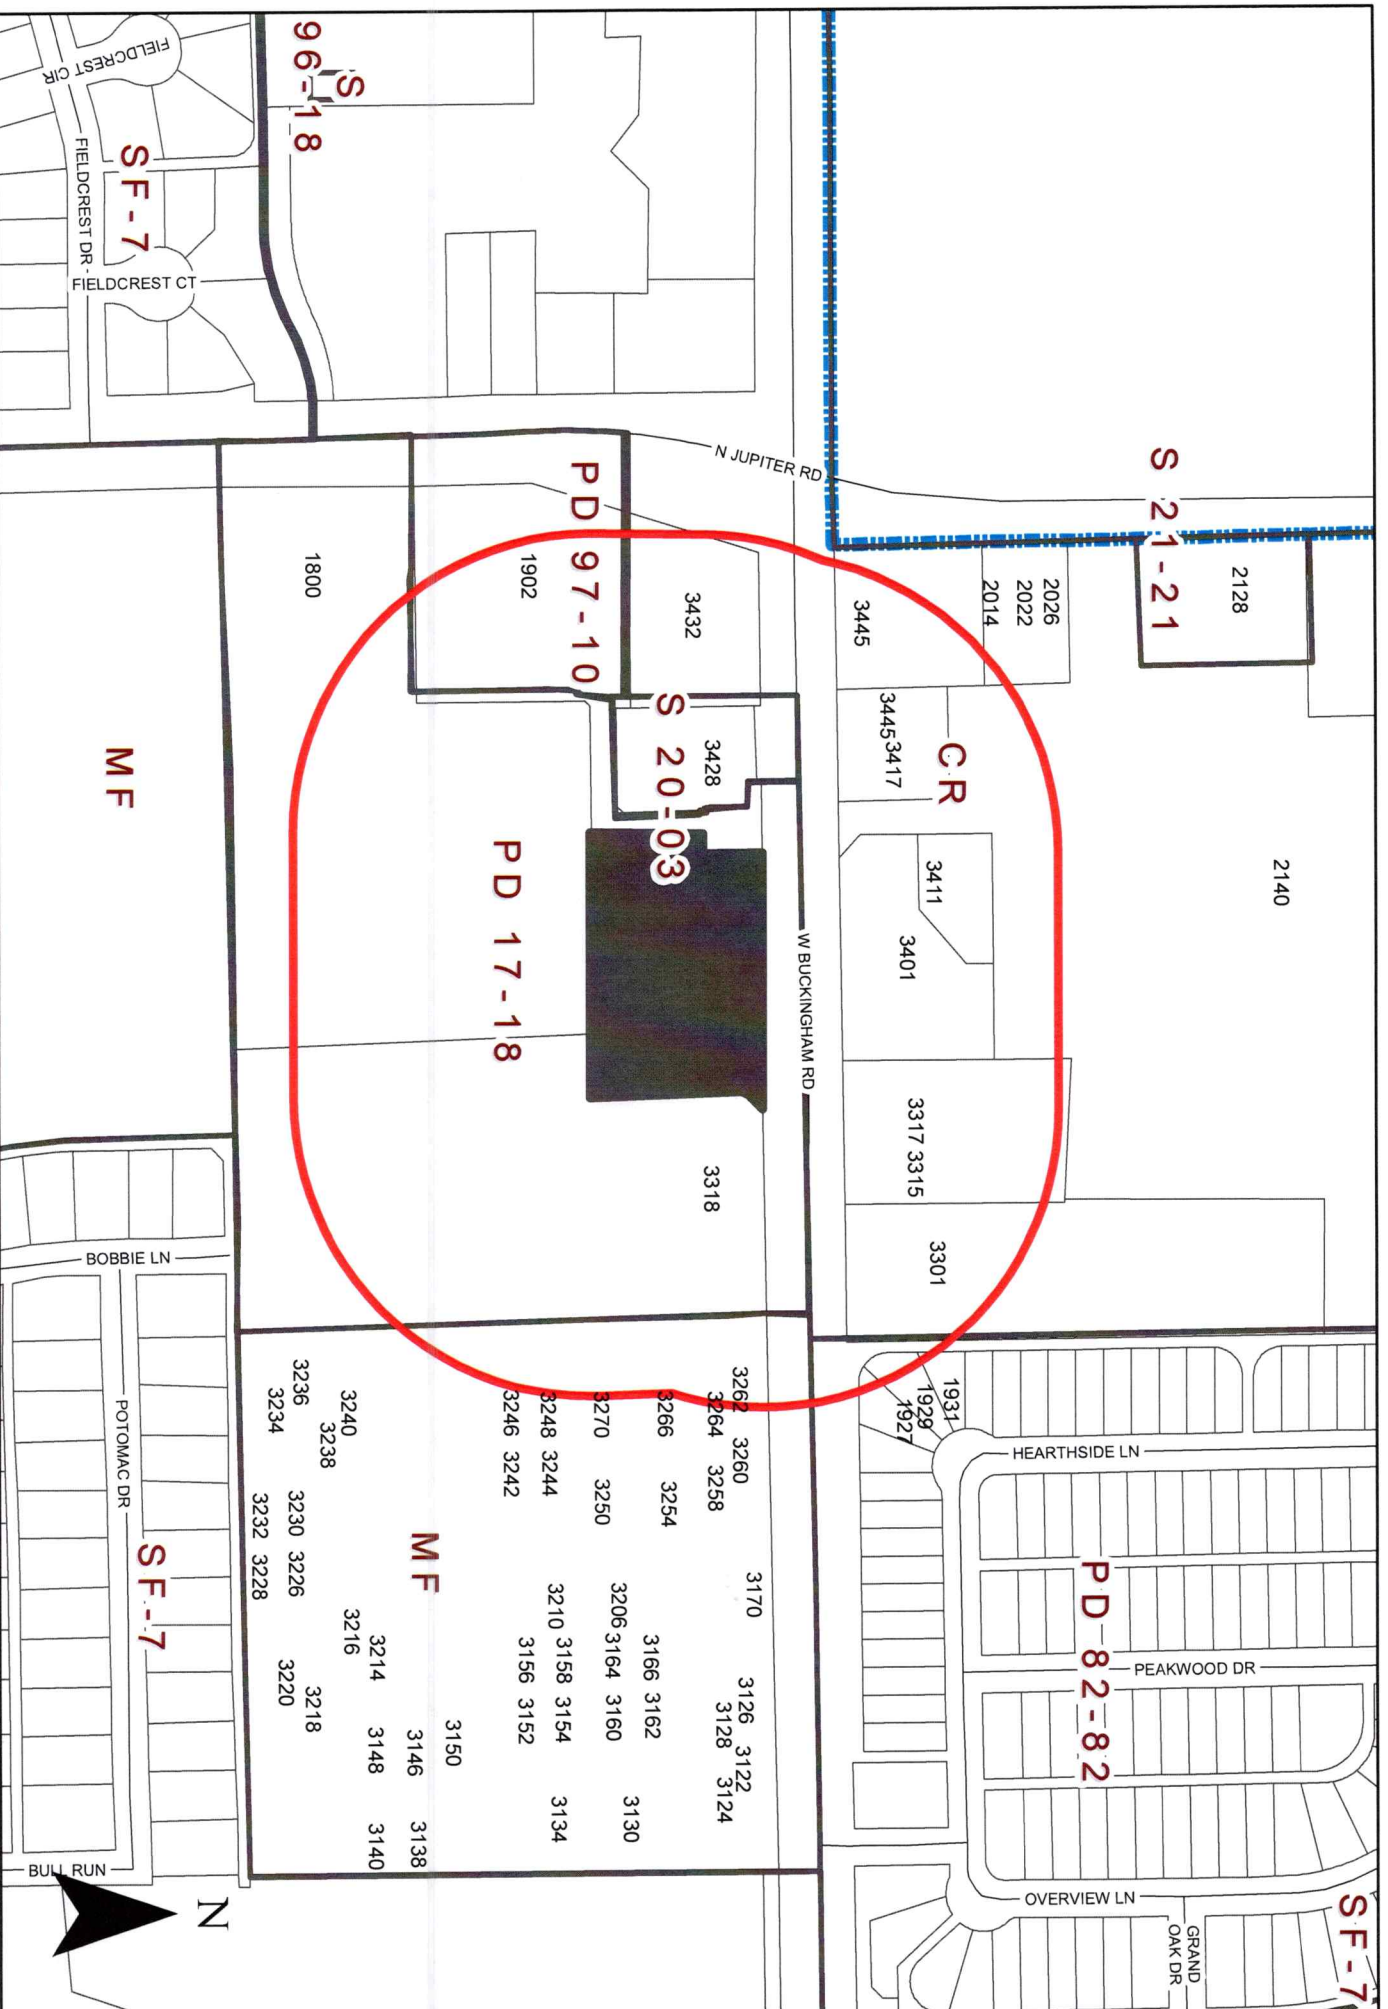 FIELDCREST CIR
FIELDCREST
SF-7
FIELDCREST DR
FIELDCREST CT
S
96-18
N JUPITER RD
S 21-21
2128
2026
2022
2014
3445
3445
3417
CR
2140
3411
3401
3317
3315
3301
W BUCKINGHAM RD
PD 97-10
1902
1800
3432
3428
S 20-03
PD 17-18
3318
MF
BOBBIE LN
POTOMAC DR
SF-7
BULL RUN
1931
1929
1927
HEARTHSIDE LN
PD 82-82
PEAKWOOD DR
OVERVIEW LN
GRAND
OAK DR
SF-7
3262
3264
3260
3258
3266
3254
3270
3250
3248
3244
3246
3242
3240
3238
3236
3234
3230
3226
3232
3228
MF
3170
3206
3210
3166
3162
3164
3160
3158
3154
3156
3152
3216
3214
3220
3218
3150
3146
3148
3126
3128
3122
3124
3130
3134
3138
3140
N